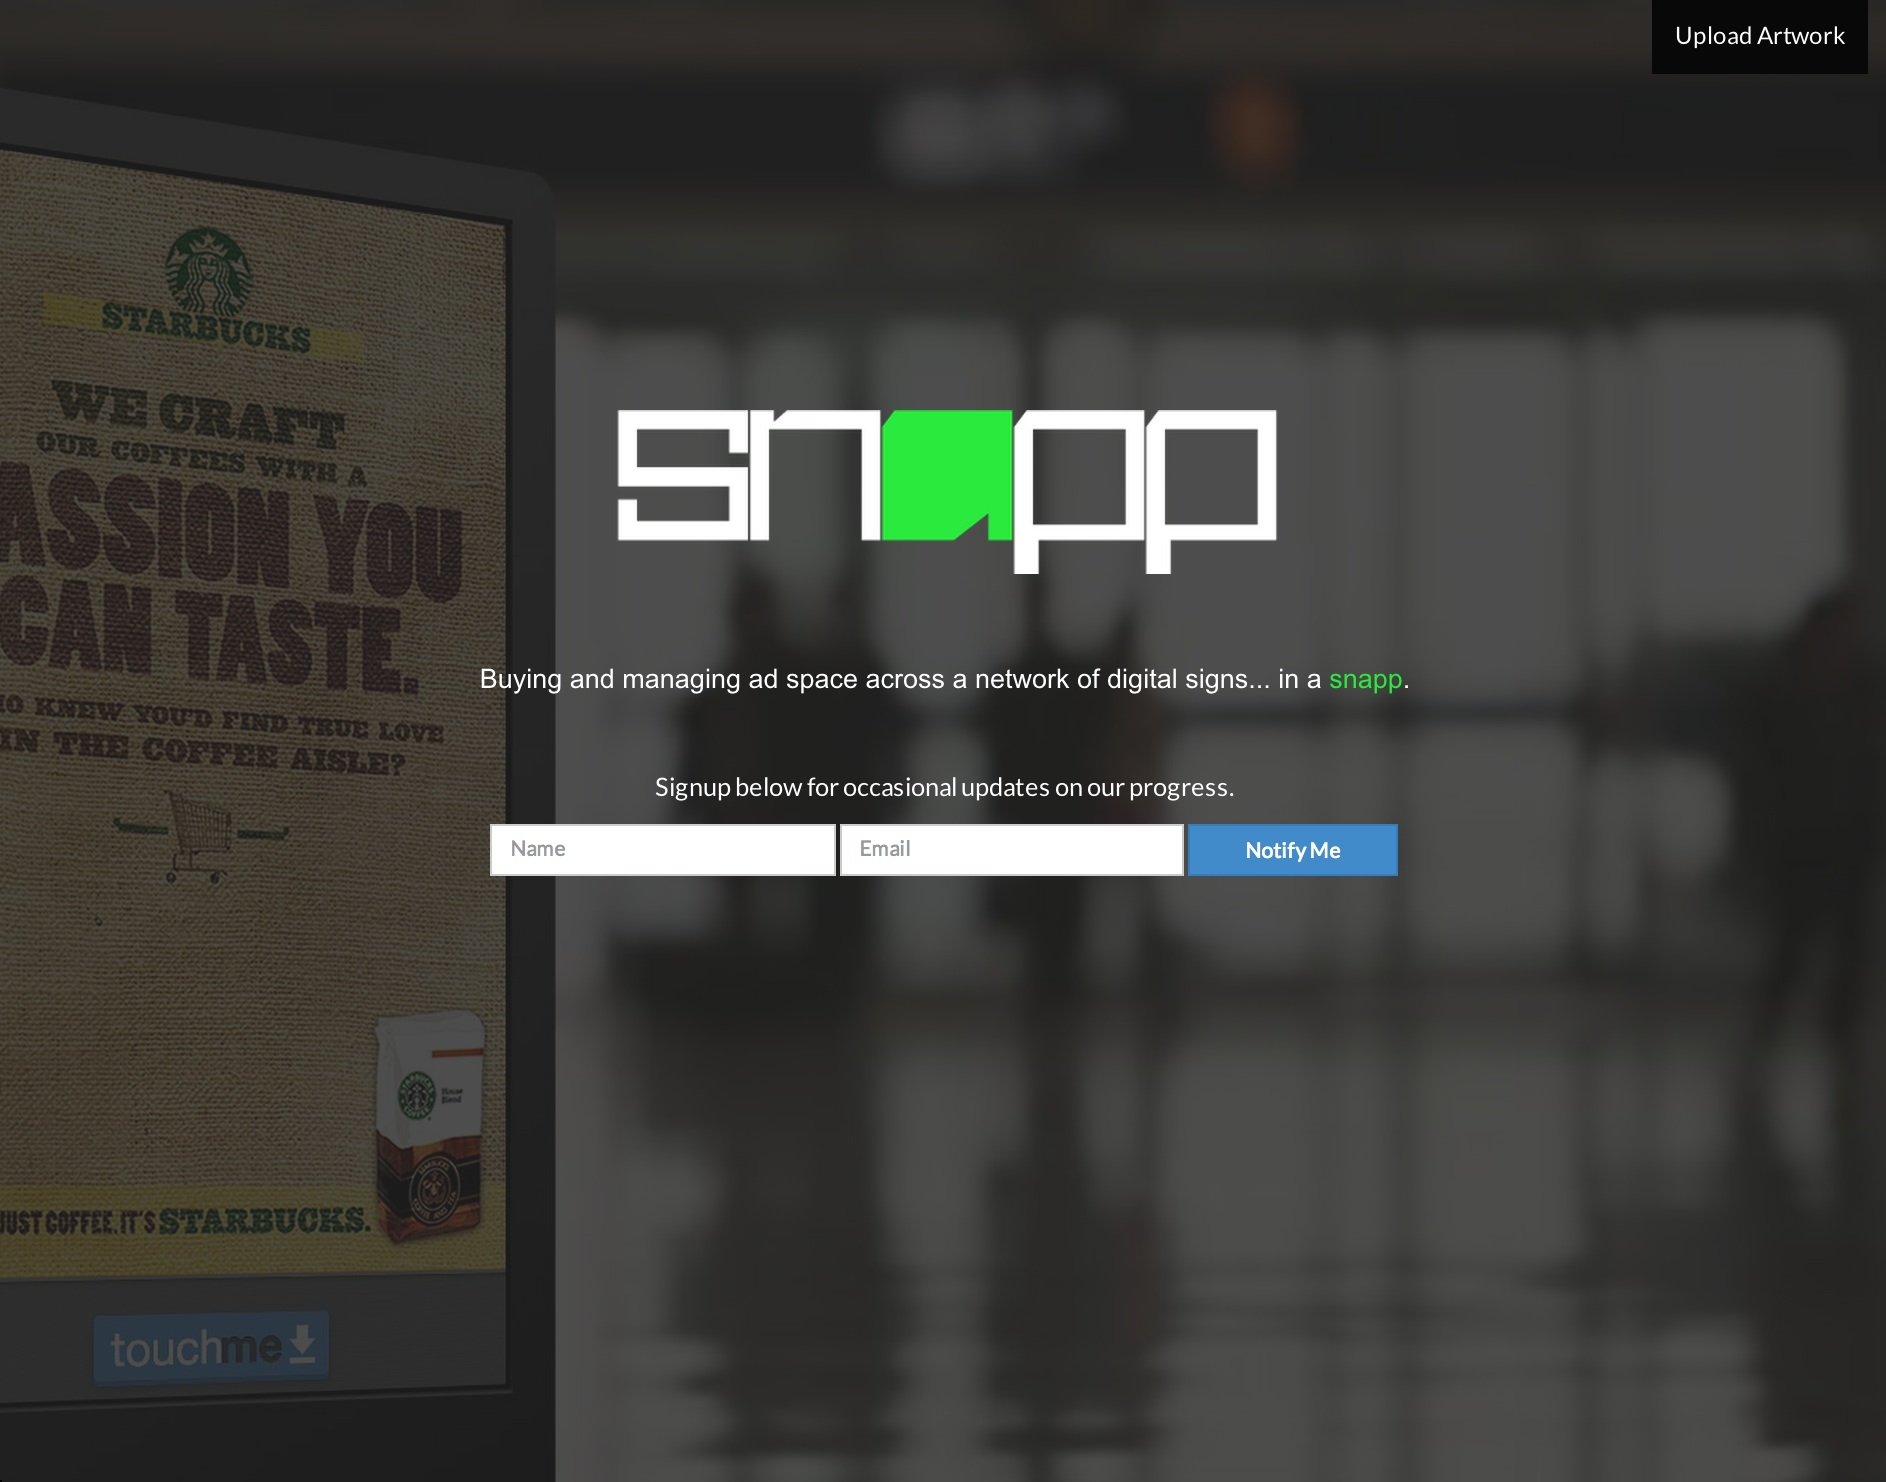 Upload Artwork
STARBUCKS
WE CRAFT
OUR COFFEES WITH A
ASSION YOU
CAN TASTE.
KNEW YOU'D FIND TRUE LOVE
IN THE COFFEE AISLE?
House
Blend
JUST COFFEE. IT'S STARBUCKS.
touchme
snapp
Buying and managing ad space across a network of digital signs... in a snapp.
Signup below for occasional updates on our progress.
Name
Email
Notify Me